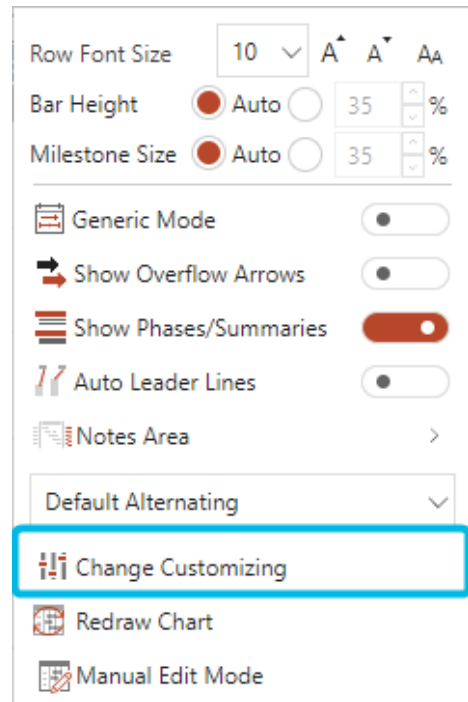 Row Font Size 10 A A AA
Bar Height Auto 35 %
Milestone Size Auto 35 %
Generic Mode
Show Overflow Arrows
Show Phases/Summaries
Auto Leader Lines
Notes Area
Default Alternating
Change Customizing
Redraw Chart
Manual Edit Mode